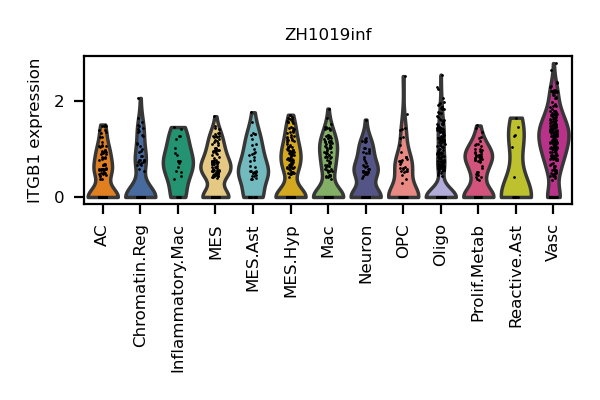 ZH1019inf
ITGB1 expression
2
0
AC
Chromatin.Reg
Inflammatory.Mac
MES
MES.Ast
MES.Hyp
Mac
Neuron
OPC
Oligo
Prolif.Metab
Reactive.Ast
Vasc